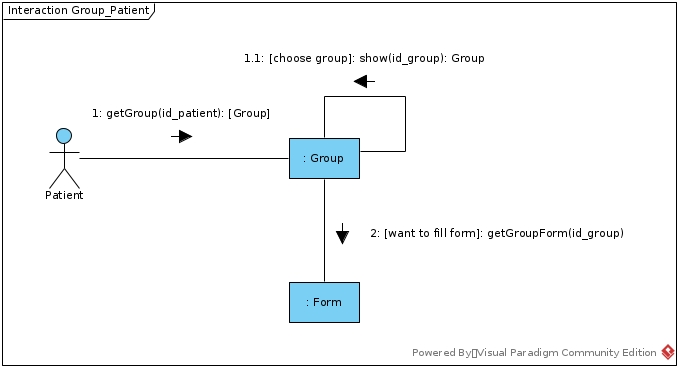 Interaction Group_Patient
1.1: [choose group]: show(id_group): Group
1: getGroup(id_patient): [Group]
: Group
Patient
2: [want to fill form]: getGroupForm(id_group)
: Form
Powered By▯Visual Paradigm Community Edition